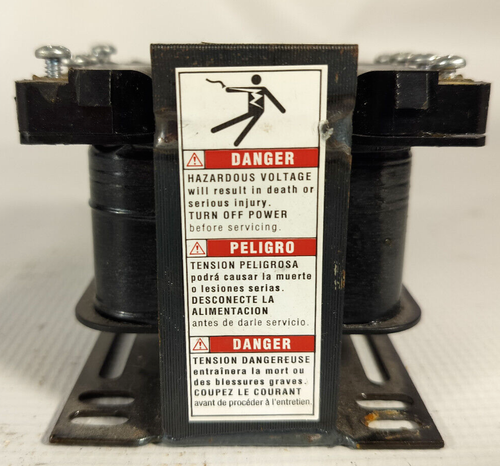 DANGER
HAZARDOUS VOLTAGE
will result in death or
serious injury.
TURN OFF POWER
before servicing.
PELIGRO
TENSION PELIGROSA
podrá causar la muerte
o lesiones serias.
DESCONECTE LA
ALIMENTACION
antes de darle servicio.
DANGER
TENSION DANGEREUSE
entraînera la mort ou
des blessures graves.
COUPEZ LE COURANT
avant de procéder à l'entretien.